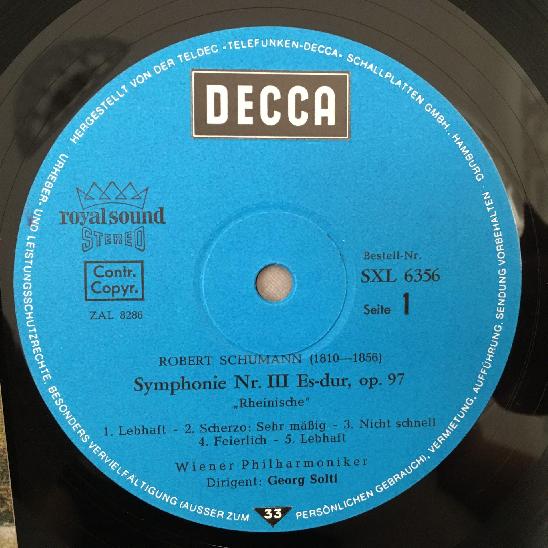 HERGESTELLT VON DER TELDEC »TELEFUNKEN-DECCA« SCHALLPLATTEN GMBH., HAMBURG · URHEBER- UND LEISTUNGSSCHUTZRECHTE, BESONDERS VERVIELFÄLTIGUNG (AUSSER ZUM PERSÖNLICHEN GEBRAUCH), VERMIETUNG, AUFFÜHRUNG, SENDUNG VORBEHALTEN
DECCA
royalsound
STEREO
Contr.
Copyr.
ZAL 8286
Bestell-Nr.
SXL 6356
Seite 1
ROBERT SCHUMANN (1810—1856)
Symphonie Nr. III Es-dur, op. 97
„Rheinische“
1. Lebhaft - 2. Scherzo: Sehr mäßig - 3. Nicht schnell
4. Feierlich - 5. Lebhaft
Wiener Philharmoniker
Dirigent: Georg Solti
33